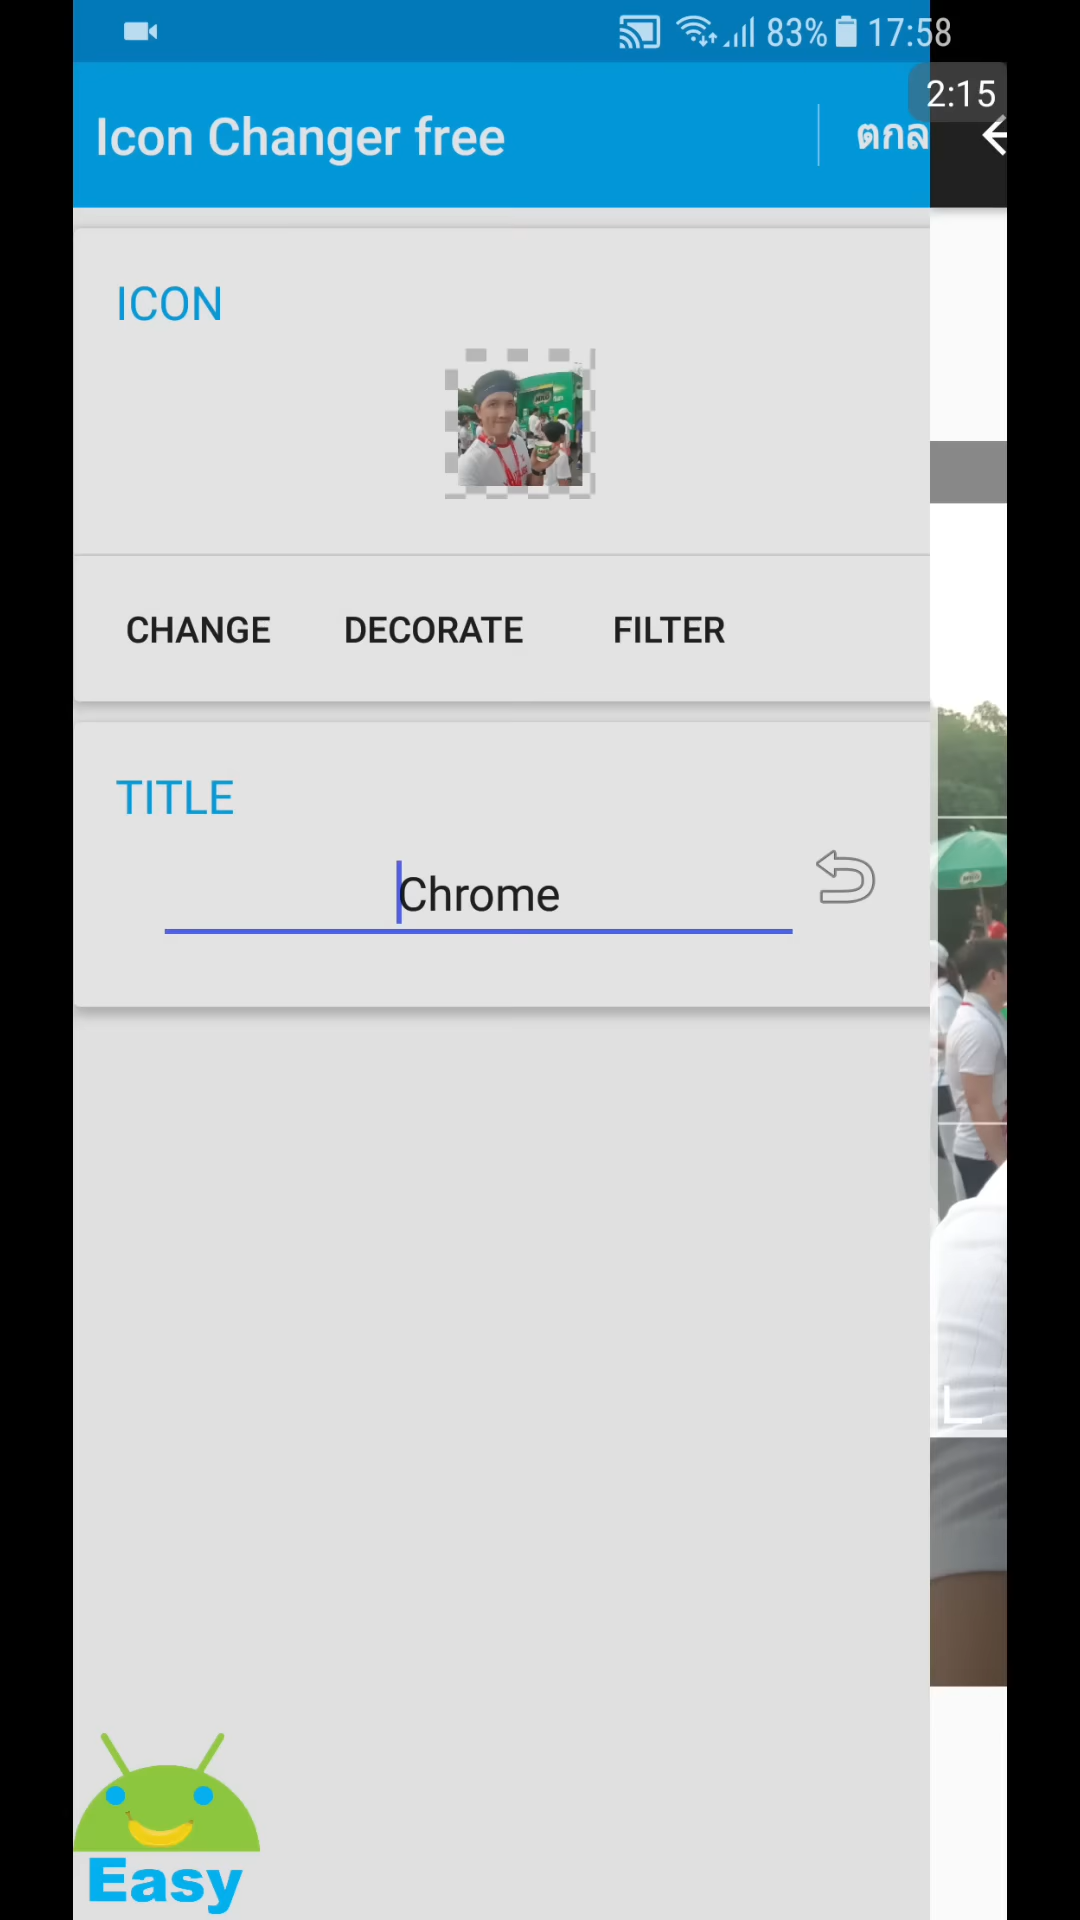 83% 17:58
2:15
Icon Changer free
ตกล
ICON
CHANGE DECORATE FILTER
TITLE
Chrome
Easy